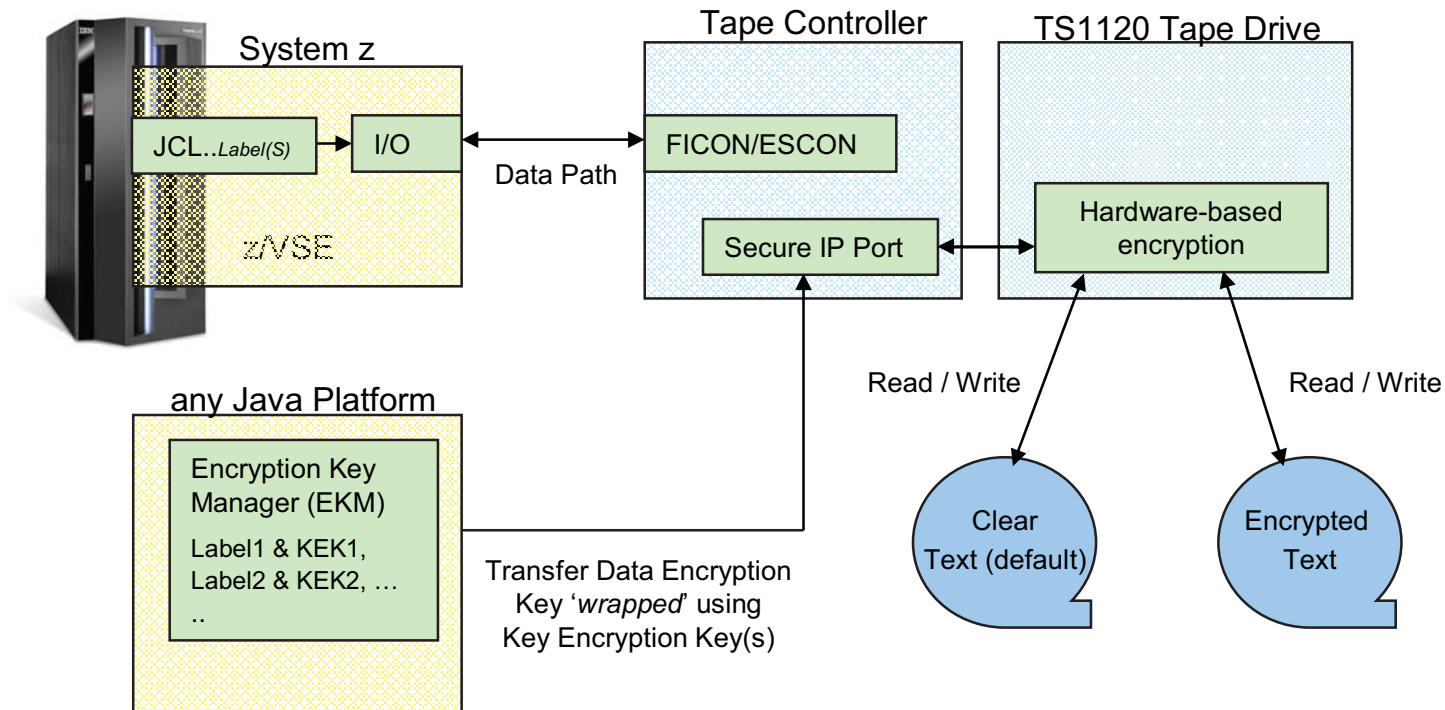 System z
Tape Controller
TS1120 Tape Drive
IBM
JCL..Label(S)
I/O
Data Path
FICON/ESCON
z/VSE
Secure IP Port
Hardware-based
encryption
Read / Write
Read / Write
any Java Platform
Encryption Key
Manager (EKM)
Label1 & KEK1,
Label2 & KEK2, …
..
Transfer Data Encryption
Key ‘wrapped’ using
Key Encryption Key(s)
Clear
Text (default)
Encrypted
Text